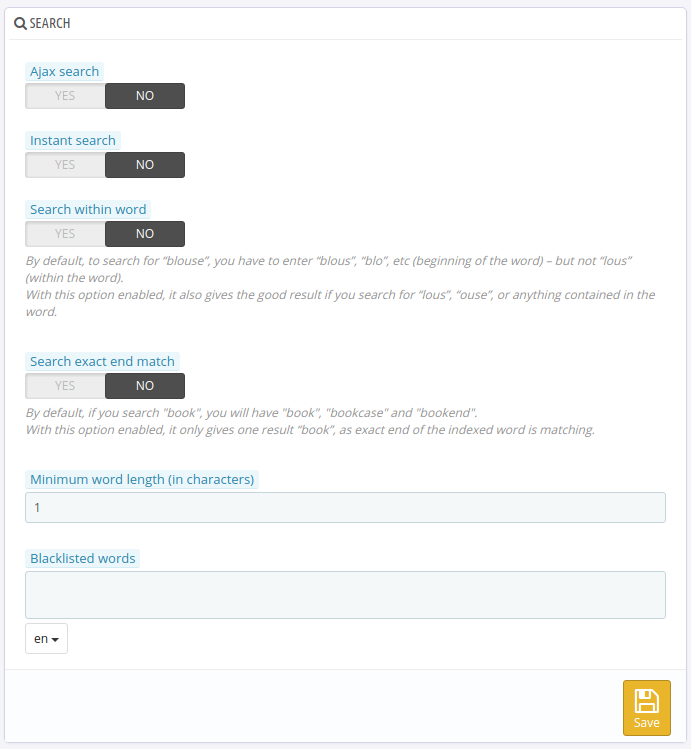 SEARCH
Ajax search
YES NO
Instant search
YES NO
Search within word
YES NO
By default, to search for “blouse”, you have to enter “blous”, “blo”, etc (beginning of the word) – but not “lous”
(within the word).
With this option enabled, it also gives the good result if you search for “lous”, “ouse”, or anything contained in the
word.
Search exact end match
YES NO
By default, if you search "book", you will have "book", "bookcase" and "bookend".
With this option enabled, it only gives one result “book”, as exact end of the indexed word is matching.
Minimum word length (in characters)
1
Blacklisted words
en
Save